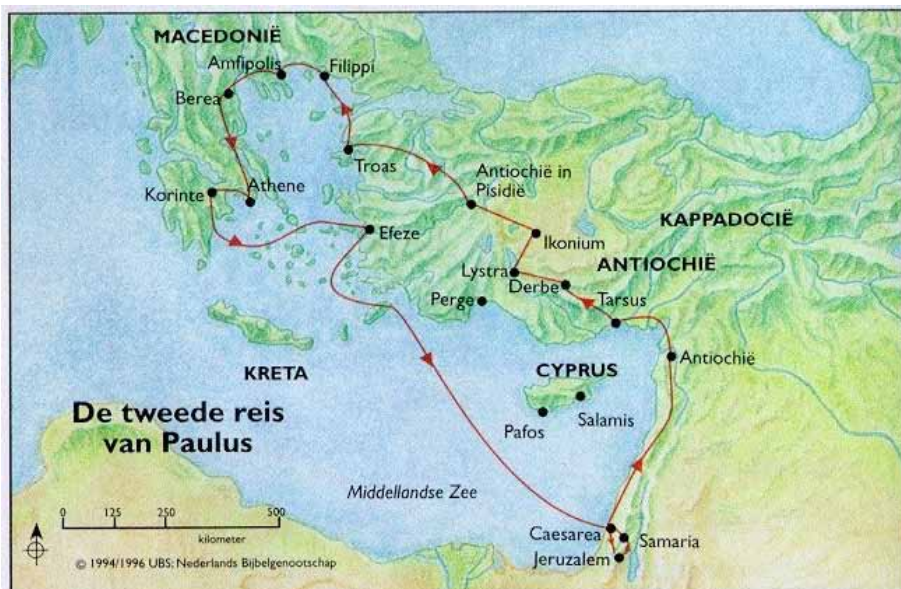 MACEDONIË
Amfipolis
Filippi
Berea
Troas
Antiochië in
Pisidië
Korinte
Athene
KAPPADOCIË
Efeze
Ikonium
Lystra
ANTIOCHIË
Derbe
Perge
Tarsus
Antiochië
KRETA
CYPRUS
De tweede reis
van Paulus
Salamis
Pafos
Middellandse Zee
0 125 250 500
kilometer
Caesarea
Samaria
Jeruzalem
© 1994/1996 UBS; Nederlands Bijbelgenootschap